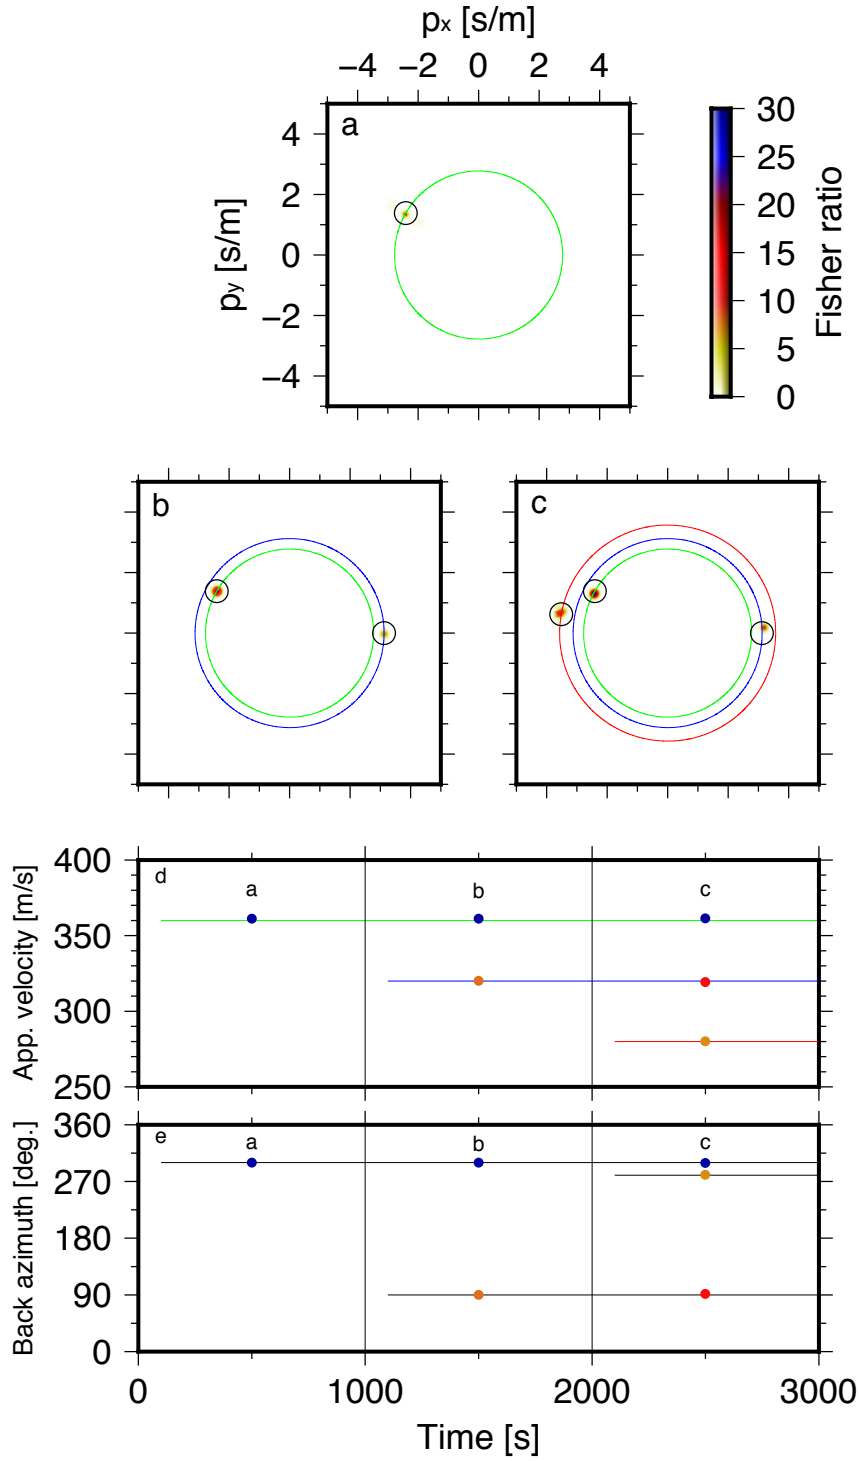 px [s/m]
−4 −2 0 2 4
a
4
2
0
−2
−4
py [s/m]
30
25
20
15
10
5
0
Fisher ratio
b
c
400
350
300
250
App. velocity [m/s]
d
a b c
360
270
180
90
0
Back azimuth [deg.]
e
a b c
0 1000 2000 3000
Time [s]